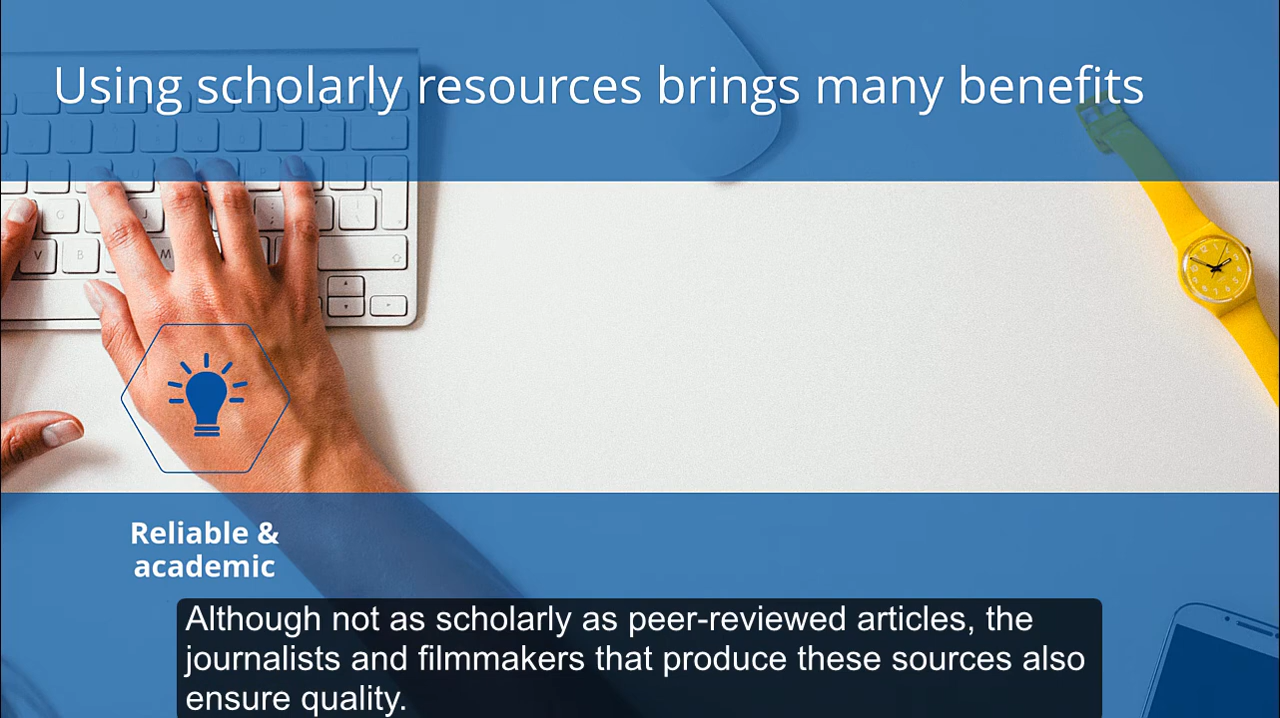 Using scholarly resources brings many benefits
Reliable &
academic
Although not as scholarly as peer-reviewed articles, the
journalists and filmmakers that produce these sources also
ensure quality.